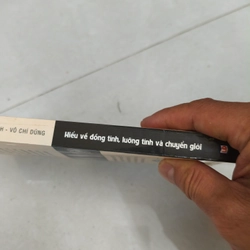 H - VÕ CHÍ DŨNG
Hiểu về đồng tính, lưỡng tính và chuyển giới